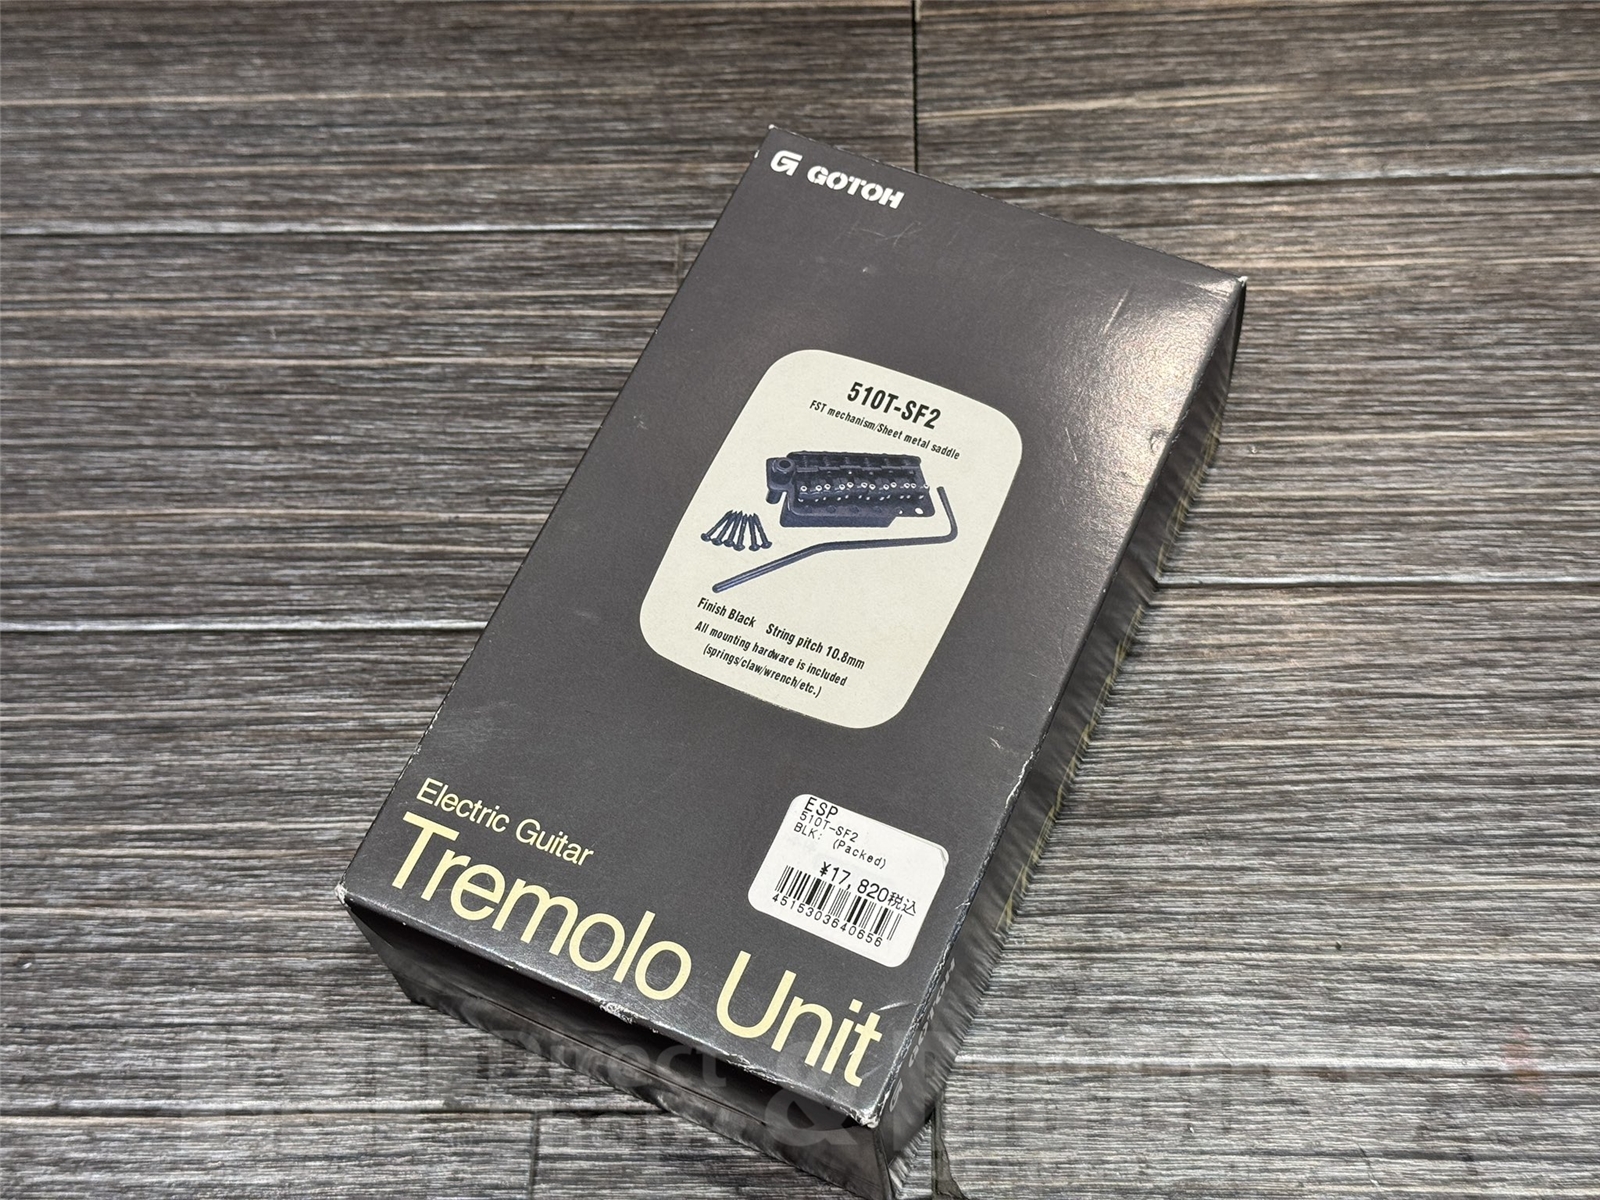 G GOTOH
510T-SF2
FST mechanism/Sheet metal saddle
Finish Black String pitch 10.8mm
All mounting hardware is included
(springs/claw/wrench/etc.)
Electric Guitar
Tremolo Unit
ESP
510T-SF2
BLK: (Packed)
¥17,820税込
4515303640656
Direct
&